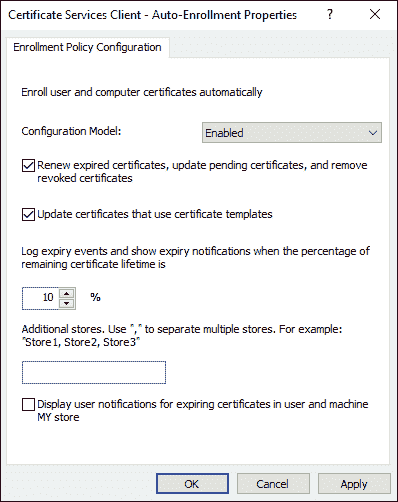 Certificate Services Client - Auto-Enrollment Properties ? ×
Enrollment Policy Configuration
Enroll user and computer certificates automatically
Configuration Model: Enabled
Renew expired certificates, update pending certificates, and remove
revoked certificates
Update certificates that use certificate templates
Log expiry events and show expiry notifications when the percentage of
remaining certificate lifetime is
10 %
Additional stores. Use "," to separate multiple stores. For example:
"Store1, Store2, Store3"
Display user notifications for expiring certificates in user and machine
MY store
OK Cancel Apply